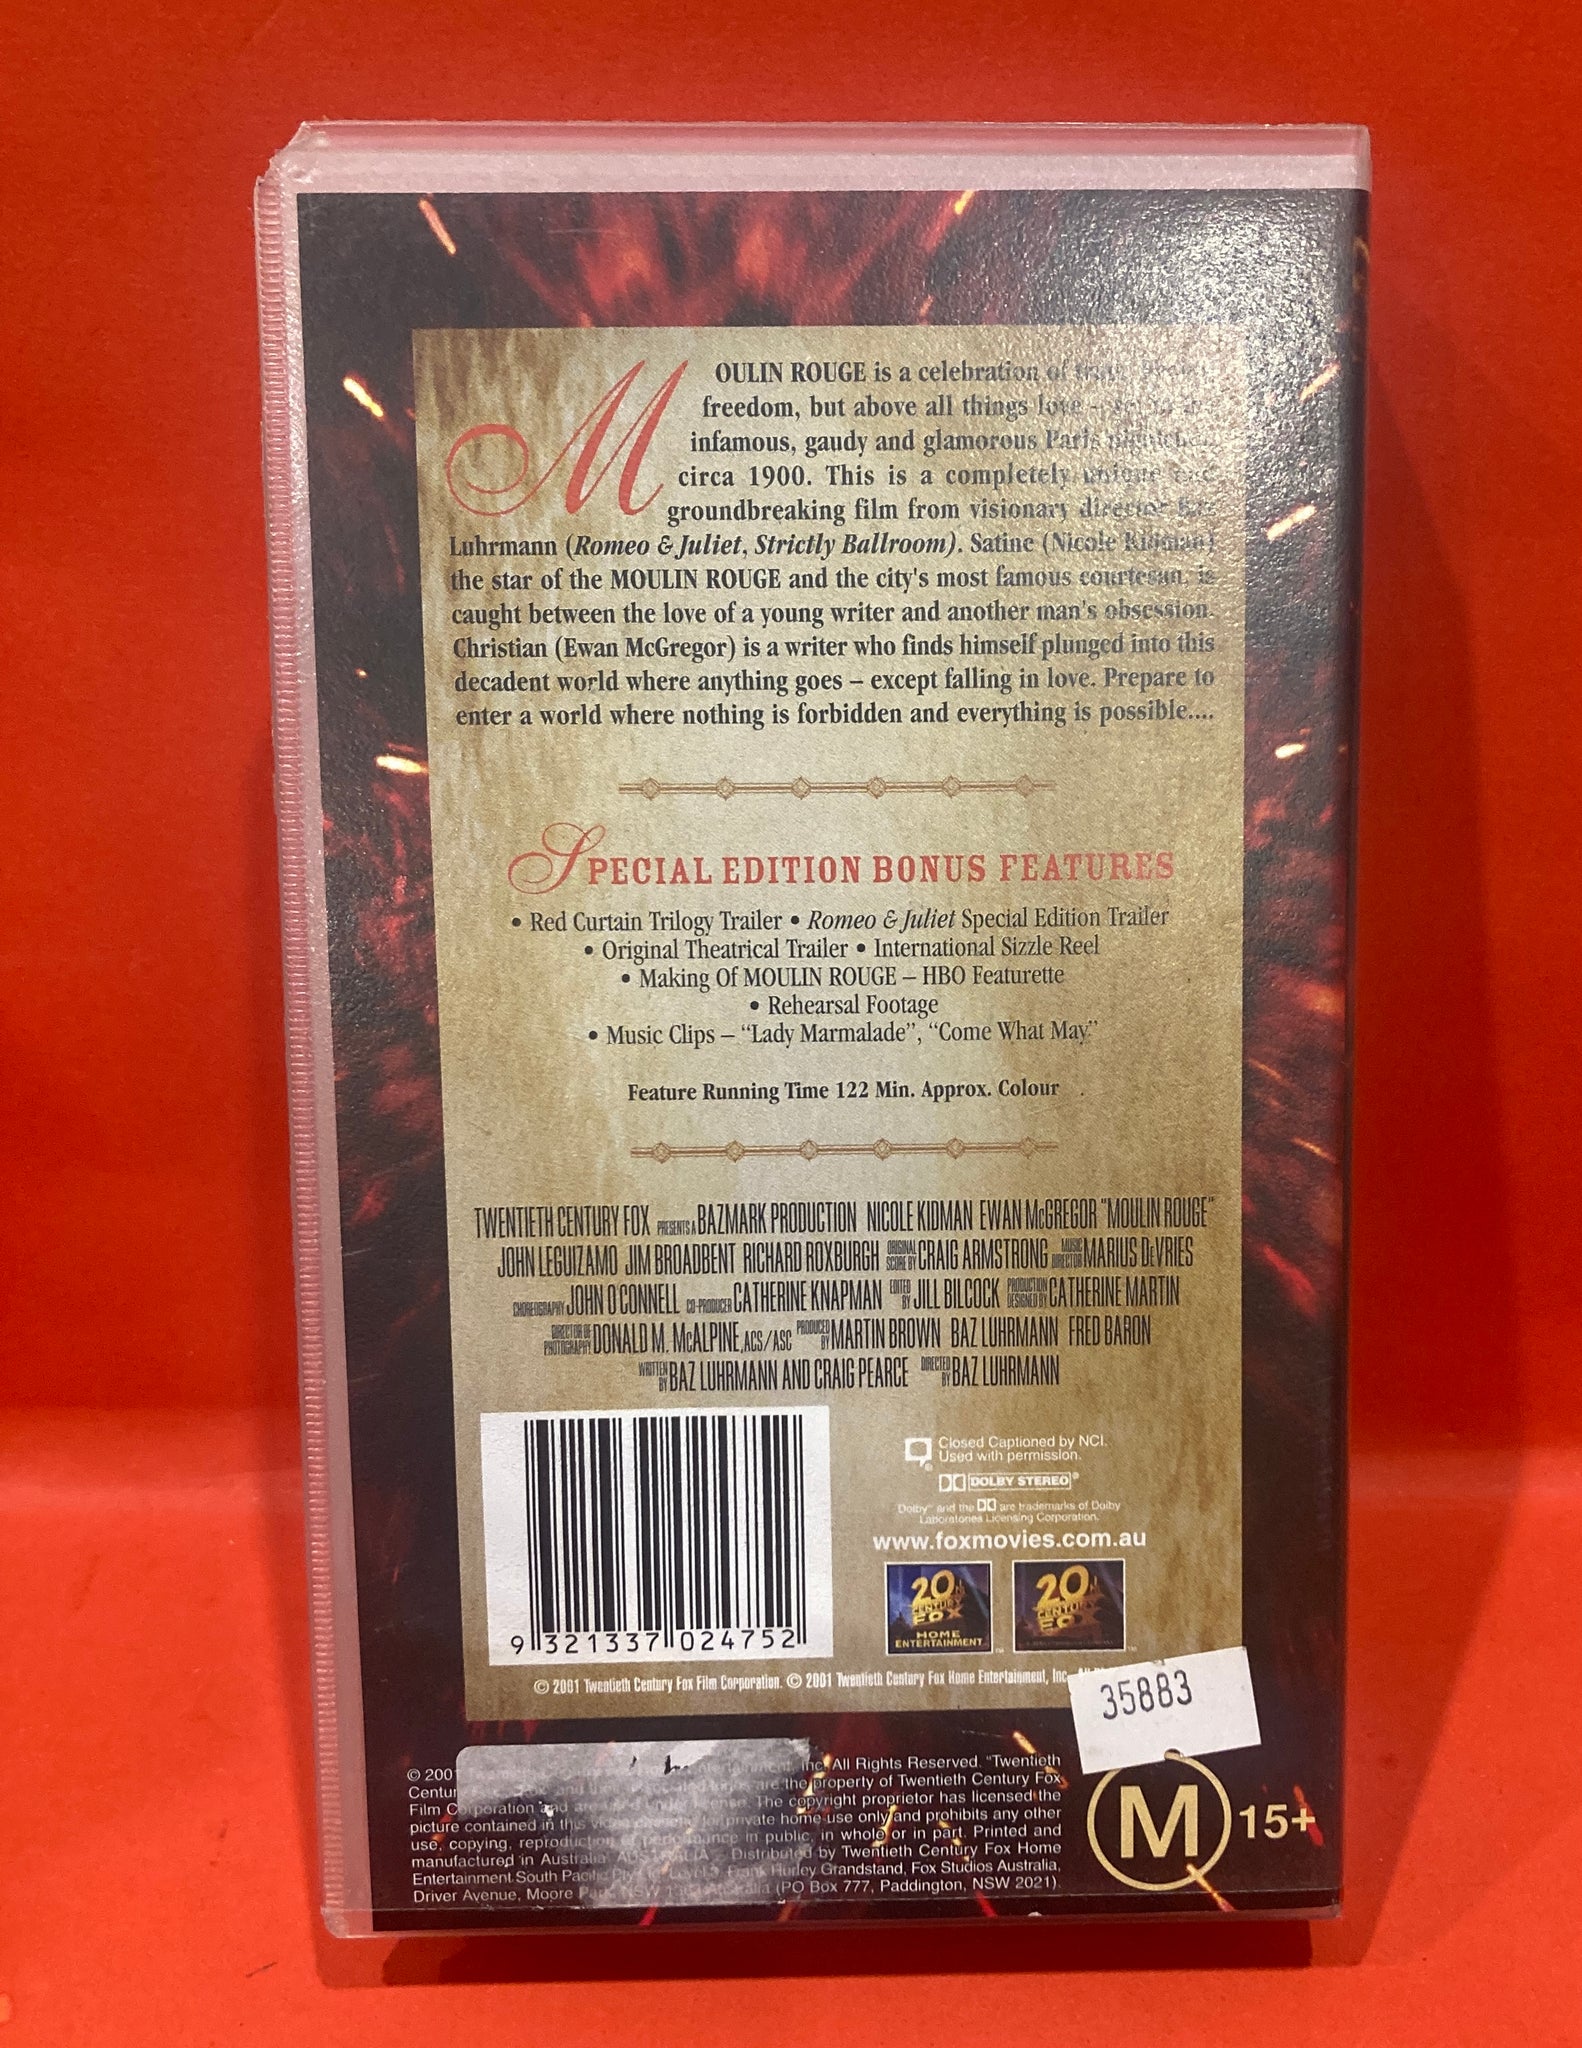 MOULIN ROUGE is a celebration of
freedom, but above all things love –
infamous, gaudy and glamorous Paris
circa 1900. This is a completely unique and
groundbreaking film from visionary director Baz
Luhrmann (Romeo & Juliet, Strictly Ballroom). Satine (Nicole Kidman)
the star of the MOULIN ROUGE and the city's most famous courtesan, is
caught between the love of a young writer and another man's obsession.
Christian (Ewan McGregor) is a writer who finds himself plunged into this
decadent world where anything goes – except falling in love. Prepare to
enter a world where nothing is forbidden and everything is possible....
SPECIAL EDITION BONUS FEATURES
• Red Curtain Trilogy Trailer • Romeo & Juliet Special Edition Trailer
• Original Theatrical Trailer • International Sizzle Reel
• Making Of MOULIN ROUGE – HBO Featurette
• Rehearsal Footage
• Music Clips – “Lady Marmalade”, “Come What May”
Feature Running Time 122 Min. Approx. Colour
TWENTIETH CENTURY FOX PRESENTS A BAZMARK PRODUCTION NICOLE KIDMAN EWAN McGREGOR "MOULIN ROUGE"
JOHN LEGUIZAMO JIM BROADBENT RICHARD ROXBURGH ORIGINAL SCORE BY CRAIG ARMSTRONG MUSIC DIRECTOR MARIUS DeVRIES
CHOREOGRAPHY JOHN O'CONNELL CO-PRODUCER CATHERINE KNAPMAN EDITED BY JILL BILCOCK PRODUCTION DESIGNED BY CATHERINE MARTIN
DIRECTOR OF PHOTOGRAPHY DONALD M. McALPINE, ACS/ASC PRODUCED BY MARTIN BROWN BAZ LUHRMANN FRED BARON
WRITTEN BY BAZ LUHRMANN AND CRAIG PEARCE DIRECTED BY BAZ LUHRMANN
9 321337 024752
Closed Captioned by NCI.
Used with permission.
DOLBY STEREO®
Dolby™ and the are trademarks of Dolby
Laboratories Licensing Corporation.
www.foxmovies.com.au
20th CENTURY FOX HOME ENTERTAINMENT
20th CENTURY FOX
© 2001 Twentieth Century Fox Film Corporation. © 2001 Twentieth Century Fox Home Entertainment, Inc.
35883
© 2001 Inc. All Rights Reserved. “Twentieth
Century are the property of Twentieth Century Fox
Film Corporation and are used under license. The copyright proprietor has licensed the
picture contained in this video for private home use only and prohibits any other
use, copying, reproduction or performance in public, in whole or in part. Printed and
manufactured in Australia. Distributed by Twentieth Century Fox Home
Entertainment South Pacific Frank Hurley Grandstand, Fox Studios Australia,
Driver Avenue, Moore Park NSW (PO Box 777, Paddington, NSW 2021).
M 15+